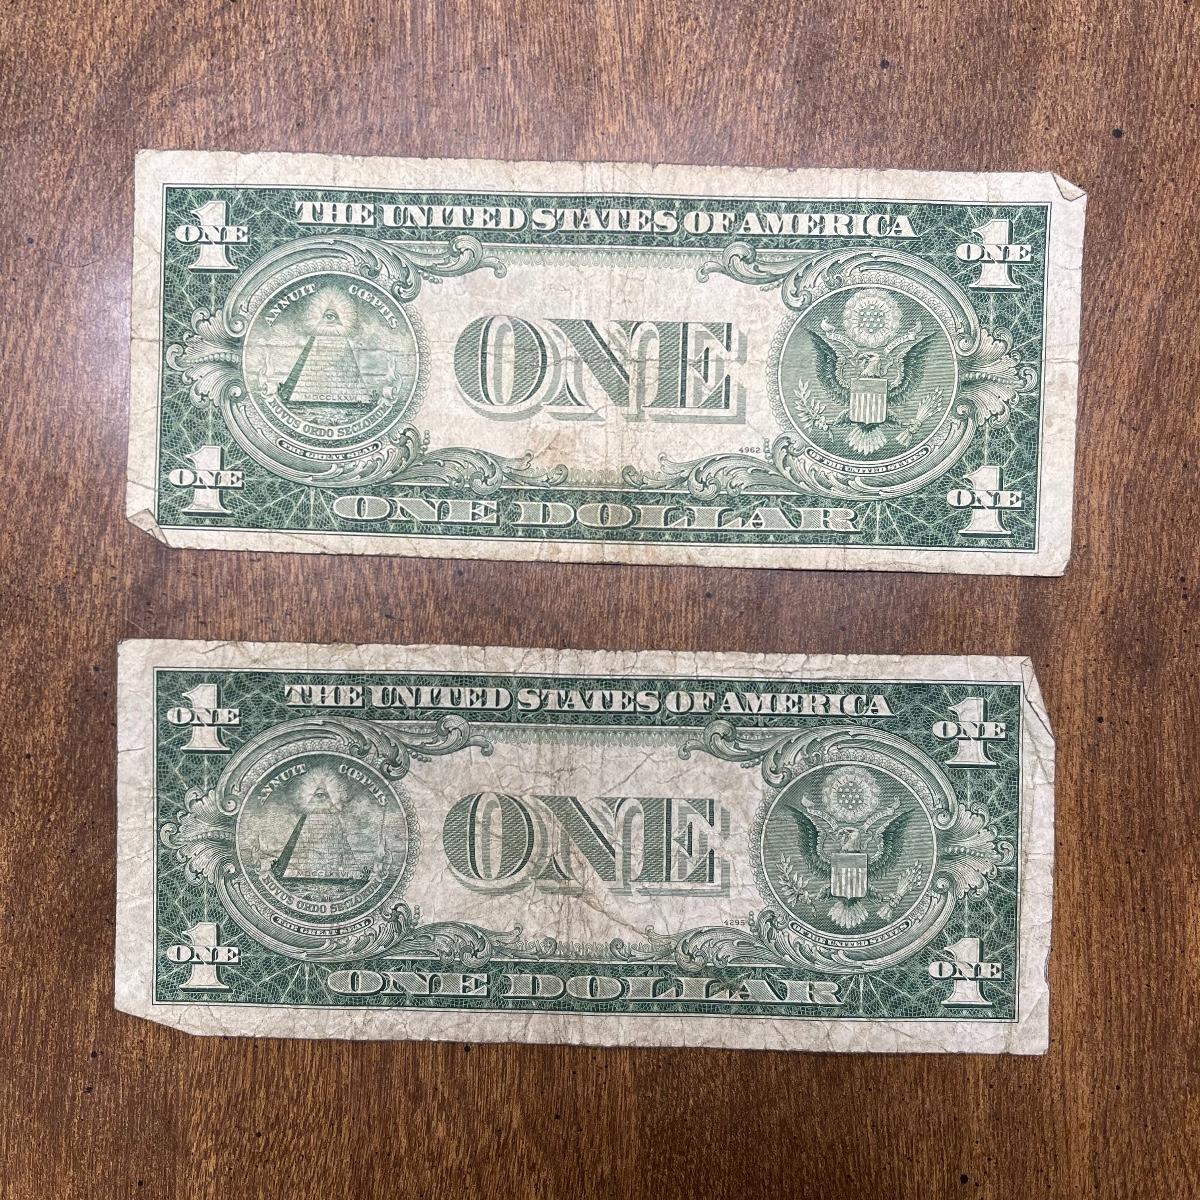 THE UNITED STATES OF AMERICA
1 ONE
1 ONE
ANNUIT CŒPTIS
ONE
MDCCLXXVI
NOVUS ORDO SECLORUM
THE GREAT SEAL
4962
OF THE UNITED STATES
1 ONE
1 ONE
ONE DOLLAR
THE UNITED STATES OF AMERICA
1 ONE
1 ONE
ANNUIT CŒPTIS
ONE
MDCCLXXVI
NOVUS ORDO SECLORUM
THE GREAT SEAL
4295
OF THE UNITED STATES
1 ONE
1 ONE
ONE DOLLAR